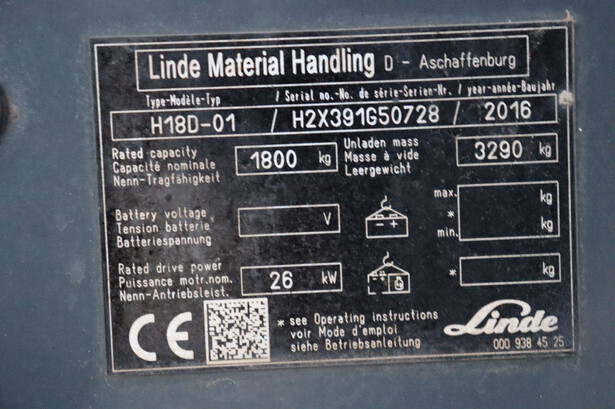 Linde Material Handling D - Aschaffenburg
Type-Modèle-Typ / Serial no.-No. de série-Serien-Nr. / year-année-Baujahr
H18D-01 / H2X391G50728 / 2016
Rated capacity
Capacité nominale
Nenn-Tragfähigkeit
1800 kg
Unladen mass
Masse à vide
Leergewicht
3290 kg
Battery voltage
Tension batterie
Batteriespannung
V
- +
max. kg
*
min. kg
Rated drive power
Puissance motr.nom.
Nenn-Antriebsleist.
26 kW
* kg
CE
* see Operating instructions
voir Mode d'emploi
siehe Betriebsanleitung
Linde
000 938 45 25